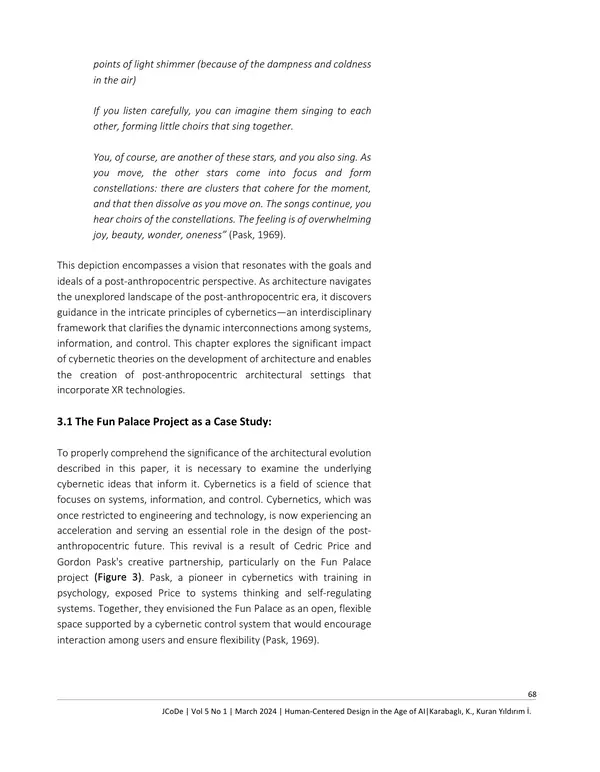 points of light shimmer (because of the dampness and coldness
in the air)
If you listen carefully, you can imagine them singing to each
other, forming little choirs that sing together.
You, of course, are another of these stars, and you also sing. As
you move, the other stars come into focus and form
constellations: there are clusters that cohere for the moment,
and that then dissolve as you move on. The songs continue, you
hear choirs of the constellations. The feeling is of overwhelming
joy, beauty, wonder, oneness” (Pask, 1969).
This depiction encompasses a vision that resonates with the goals and
ideals of a post-anthropocentric perspective. As architecture navigates
the unexplored landscape of the post-anthropocentric era, it discovers
guidance in the intricate principles of cybernetics—an interdisciplinary
framework that clarifies the dynamic interconnections among systems,
information, and control. This chapter explores the significant impact
of cybernetic theories on the development of architecture and enables
the creation of post-anthropocentric architectural settings that
incorporate XR technologies.
3.1 The Fun Palace Project as a Case Study:
To properly comprehend the significance of the architectural evolution
described in this paper, it is necessary to examine the underlying
cybernetic ideas that inform it. Cybernetics is a field of science that
focuses on systems, information, and control. Cybernetics, which was
once restricted to engineering and technology, is now experiencing an
acceleration and serving an essential role in the design of the post-
anthropocentric future. This revival is a result of Cedric Price and
Gordon Pask's creative partnership, particularly on the Fun Palace
project (Figure 3). Pask, a pioneer in cybernetics with training in
psychology, exposed Price to systems thinking and self-regulating
systems. Together, they envisioned the Fun Palace as an open, flexible
space supported by a cybernetic control system that would encourage
interaction among users and ensure flexibility (Pask, 1969).
68
JCoDe | Vol 5 No 1 | March 2024 | Human-Centered Design in the Age of AI|Karabaglı, K., Kuran Yıldırım İ.